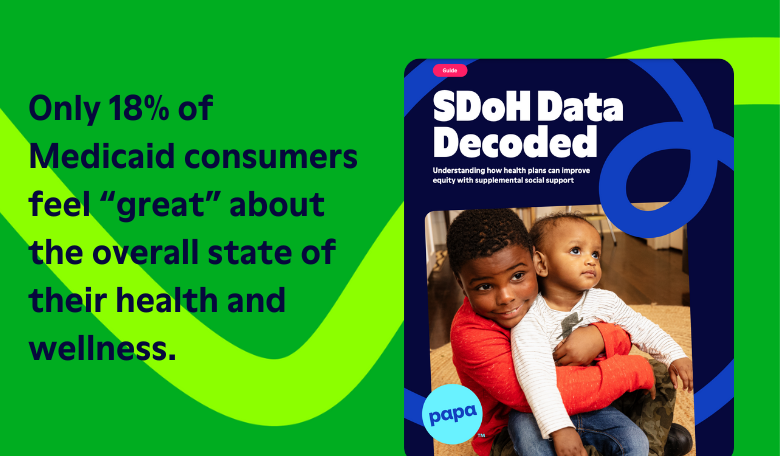 Only 18% of
Medicaid consumers
feel “great” about
the overall state of
their health and
wellness.
Guide
SDoH Data
Decoded
Understanding how health plans can improve
equity with supplemental social support
papa
TM